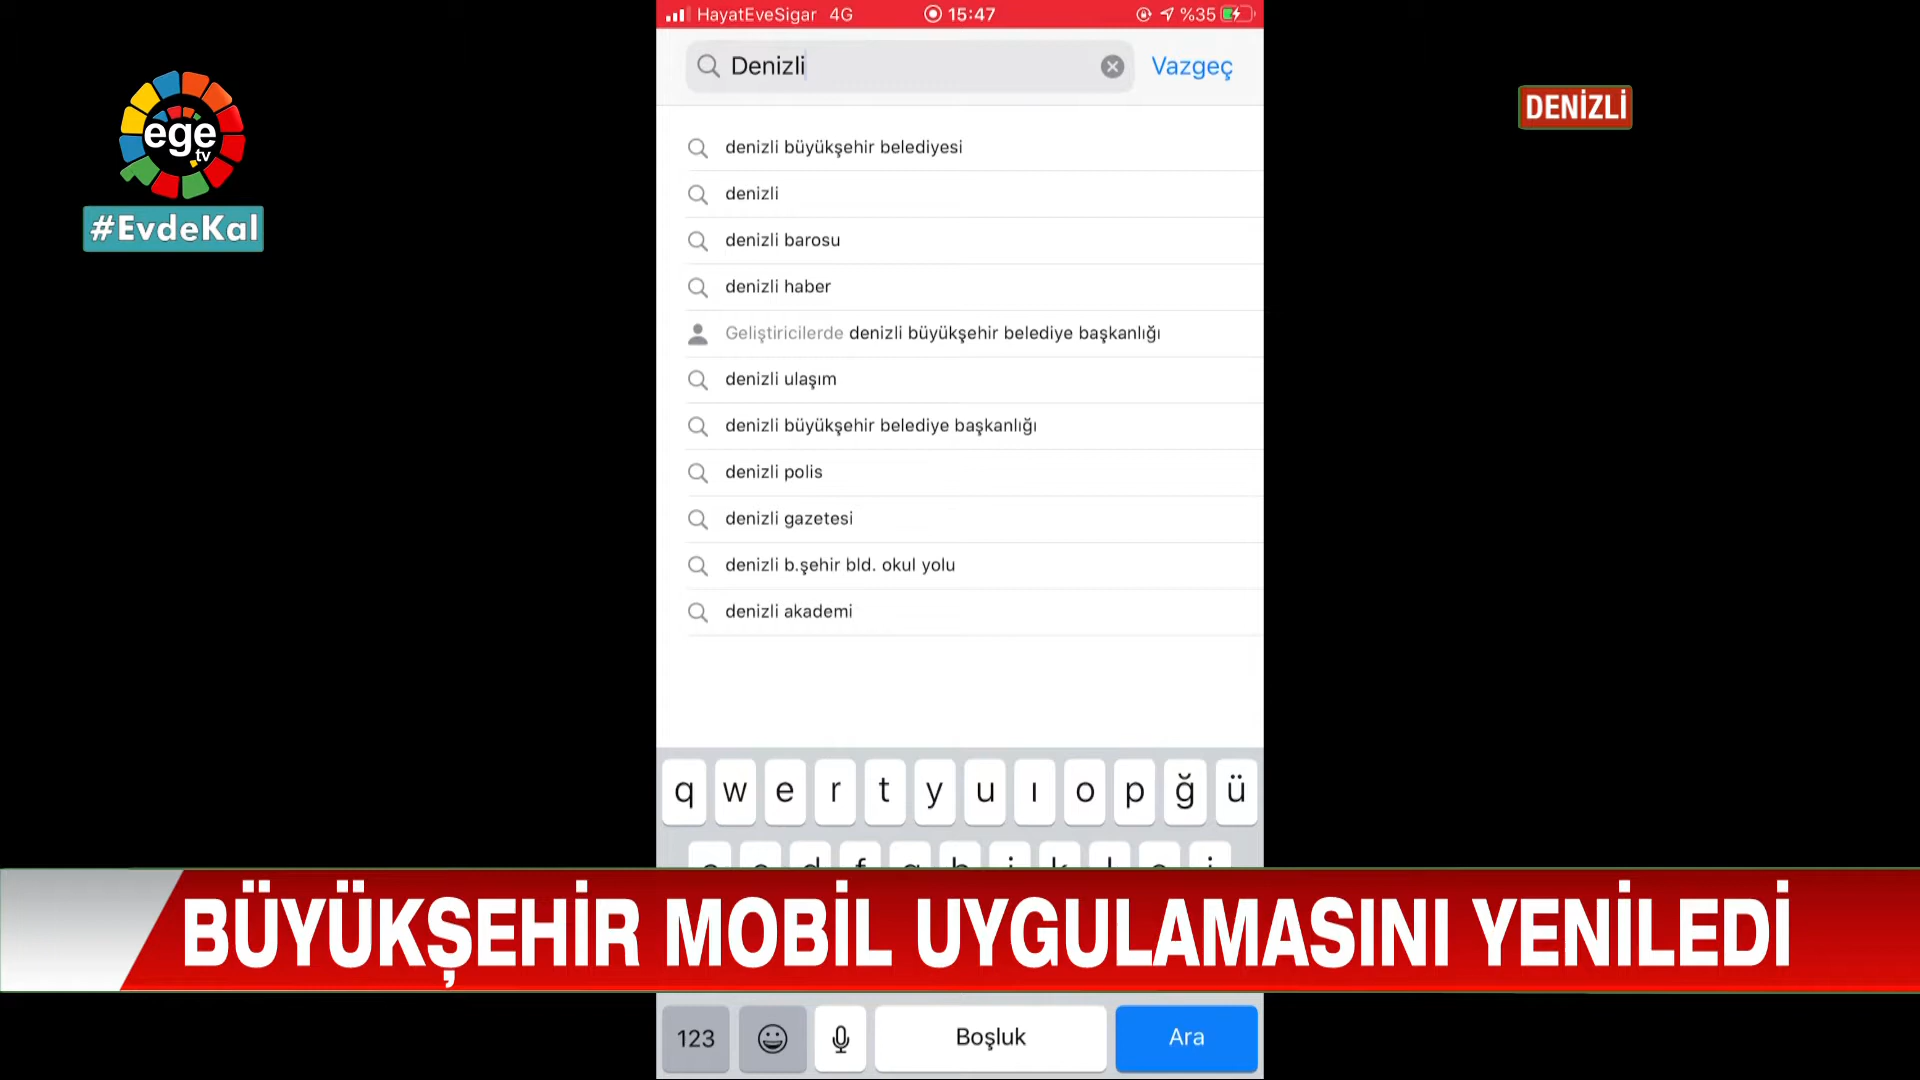 HayatEveSigar 4G 15:47 %35
Denizli Vazgeç
DENİZLİ
ege
tv
#EvdeKal
denizli büyükşehir belediyesi
denizli
denizli barosu
denizli haber
Geliştiricilerde denizli büyükşehir belediye başkanlığı
denizli ulaşım
denizli büyükşehir belediye başkanlığı
denizli polis
denizli gazetesi
denizli b.şehir bld. okul yolu
denizli akademi
q w e r t y u ı o p ğ ü
BÜYÜKŞEHİR MOBİL UYGULAMASINI YENİLEDİ
123 Boşluk Ara